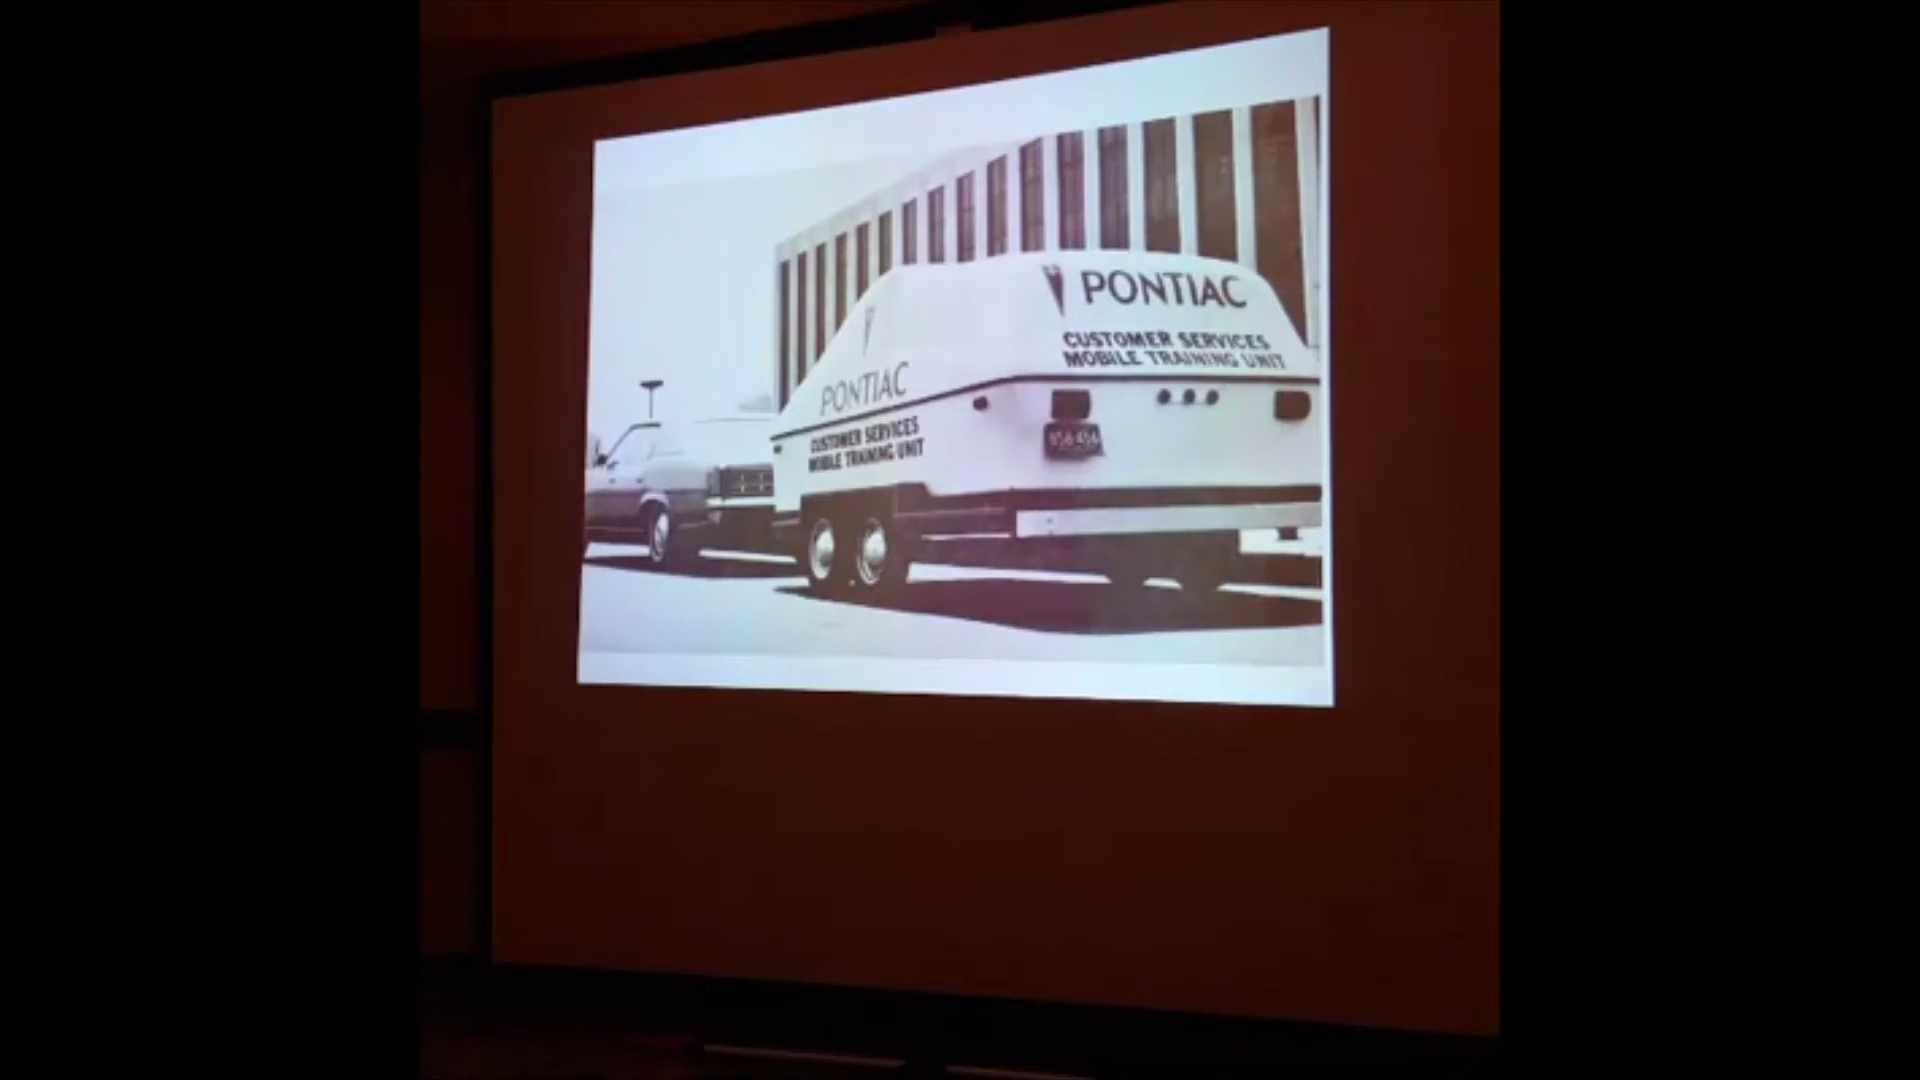 PONTIAC
CUSTOMER SERVICES
MOBILE TRAINING UNIT
PONTIAC
CUSTOMER SERVICES
MOBILE TRAINING UNIT